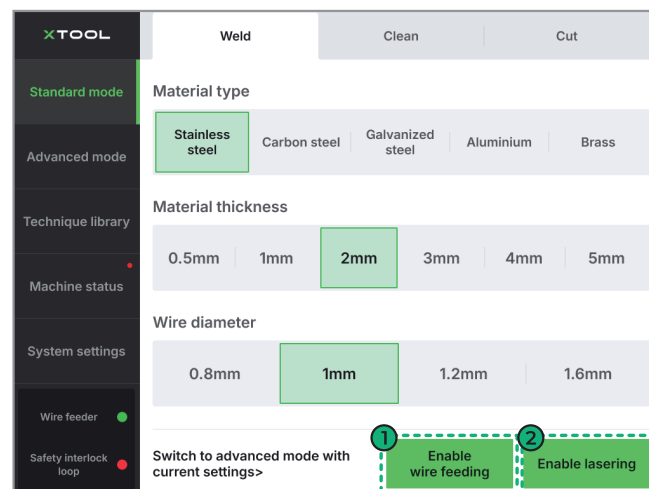 XTOOL
Weld
Clean
Cut
Standard mode
Advanced mode
Technique library
Machine status
System settings
Wire feeder
Safety interlock
loop
Material type
Stainless
steel
Carbon steel
Galvanized
steel
Aluminium
Brass
Material thickness
0.5mm
1mm
2mm
3mm
4mm
5mm
Wire diameter
0.8mm
1mm
1.2mm
1.6mm
Switch to advanced mode with
current settings>
1
Enable
wire feeding
2
Enable lasering